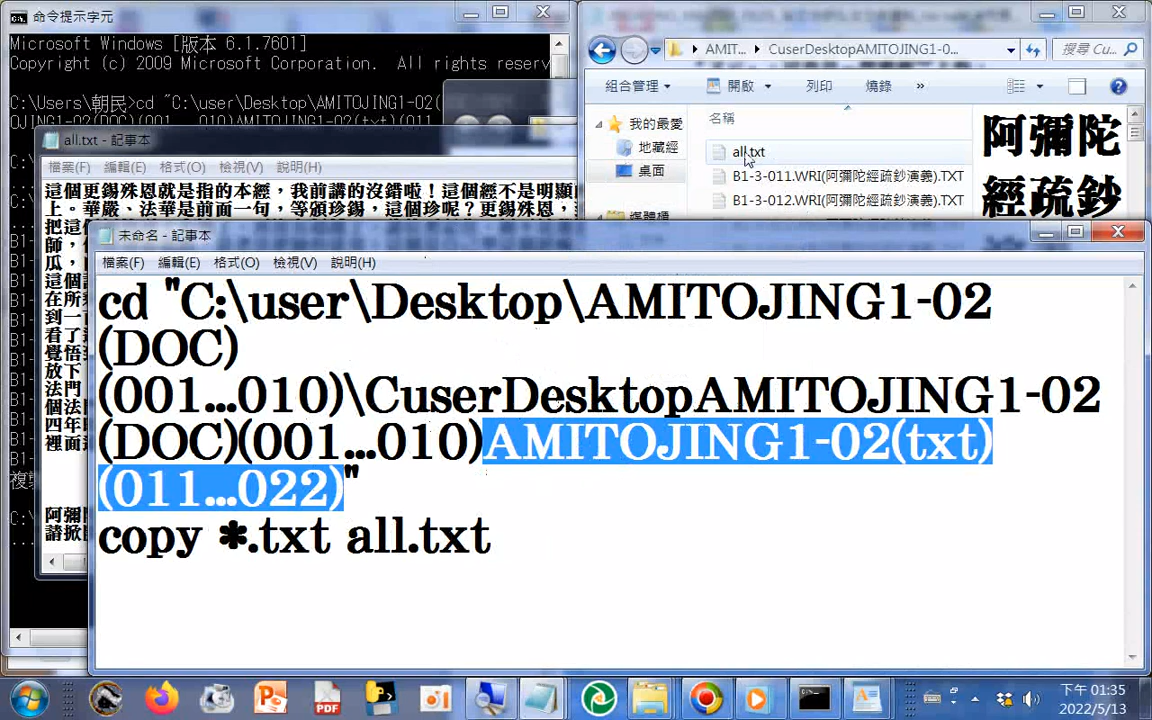 命令提示字元
Microsoft Windows [版本 6.1.7601]
Copyright (c) 2009 Microsoft Corporation.  All rights reserv
C:\Users\朝民>cd "C:\user\Desktop\AMITOJING1-02(
all.txt - 記事本
檔案(F) 編輯(E) 格式(O) 檢視(V) 說明(H)
這個更錫殊恩就是指的本經，我前講的沒錯啦！這個經不是明顯
上。華嚴、法華是前面一句，等頒珍錫，這個珍呢？更錫殊恩，
AMIT... CuserDesktopAMITOJING1-0...
搜尋 Cu...
組合管理 開啟 列印 燒錄 »
我的最愛
地藏經
桌面
媒體櫃
名稱
all.txt
B1-3-011.WRI(阿彌陀經疏鈔演義).TXT
B1-3-012.WRI(阿彌陀經疏鈔演義).TXT
阿彌陀
經疏鈔
未命名 - 記事本
檔案(F) 編輯(E) 格式(O) 檢視(V) 說明(H)
cd "C:\user\Desktop\AMITOJING1-02
(DOC)
(001...010)\CuserDesktopAMITOJING1-02
(DOC)(001...010)AMITOJING1-02(txt)
(011...022)"
copy *.txt all.txt
下午 01:35
2022/5/13